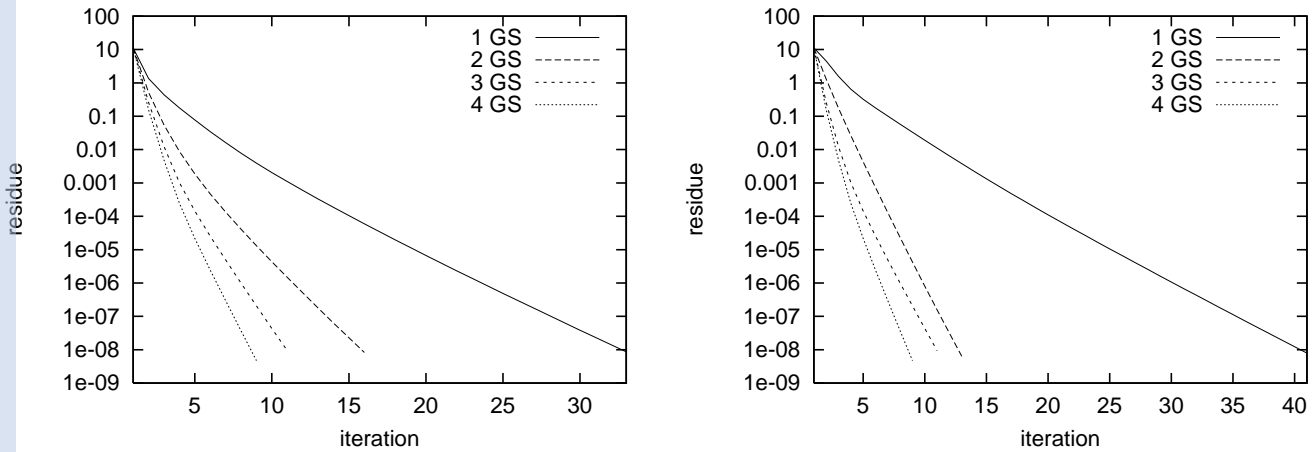 100
10
1
0.1
0.01
0.001
1e-04
1e-05
1e-06
1e-07
1e-08
1e-09
residue
5 10 15 20 25 30
iteration
1 GS
2 GS
3 GS
4 GS
100
10
1
0.1
0.01
0.001
1e-04
1e-05
1e-06
1e-07
1e-08
1e-09
residue
5 10 15 20 25 30 35 40
iteration
1 GS
2 GS
3 GS
4 GS